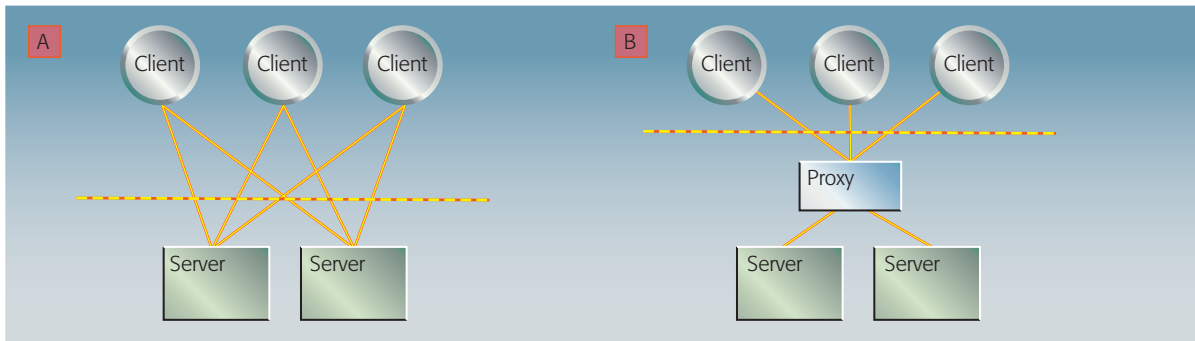 A
Client
Client
Client
Server
Server
B
Client
Client
Client
Proxy
Server
Server